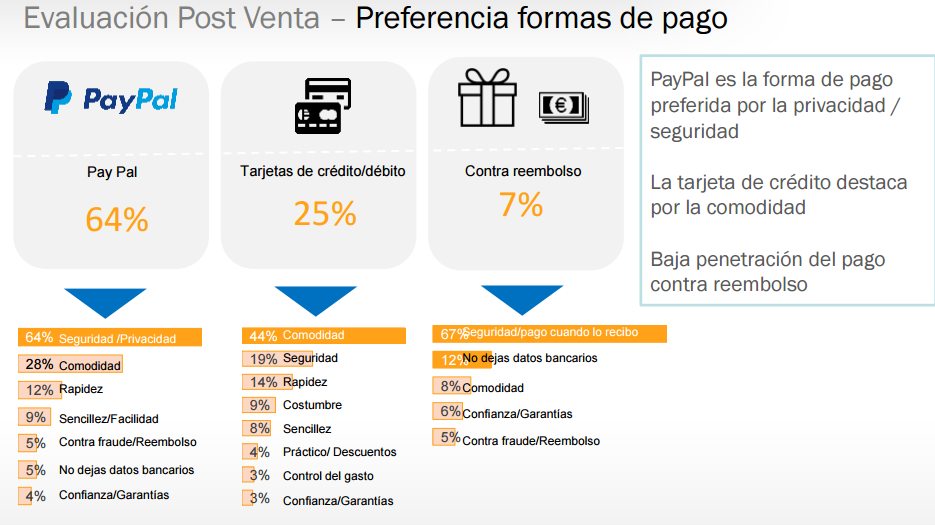 Evaluación Post Venta – Preferencia formas de pago
PayPal
Pay Pal
64%
Tarjetas de crédito/débito
25%
Contra reembolso
7%
PayPal es la forma de pago
preferida por la privacidad /
seguridad
La tarjeta de crédito destaca
por la comodidad
Baja penetración del pago
contra reembolso
64% Seguridad /Privacidad
28% Comodidad
12% Rapidez
9% Sencillez/Facilidad
5% Contra fraude/Reembolso
5% No dejas datos bancarios
4% Confianza/Garantías
44% Comodidad
19% Seguridad
14% Rapidez
9% Costumbre
8% Sencillez
4% Práctico/ Descuentos
3% Control del gasto
3% Confianza/Garantías
67% Seguridad/pago cuando lo recibo
12% No dejas datos bancarios
8% Comodidad
6% Confianza/Garantías
5% Contra fraude/Reembolso